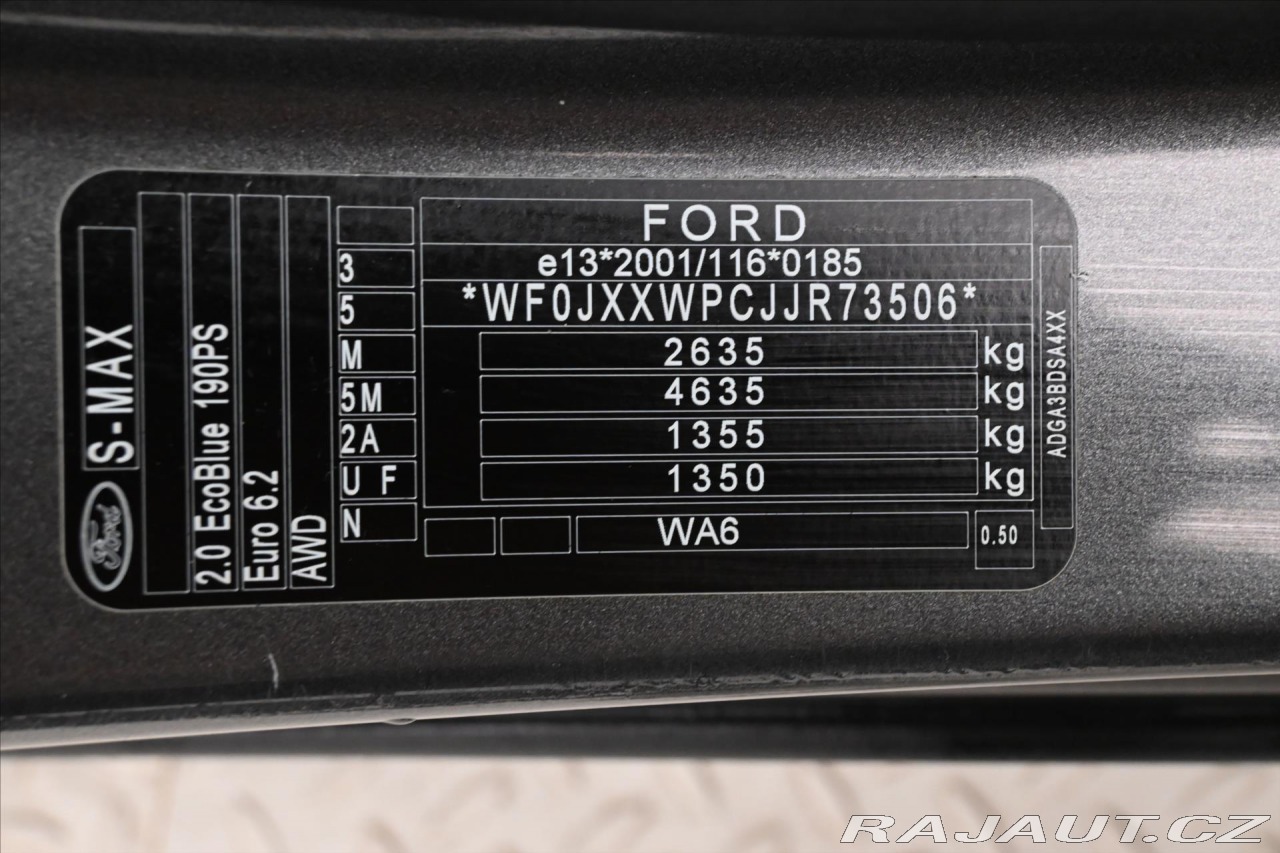 FORD
e13*2001/116*0185
*WF0JXXWPCJJR73506*
2635 kg
4635 kg
1355 kg
1350 kg
WA6
0.50
3
5
M
5M
2A
U F
N
Ford
S-MAX
2.0 EcoBlue 190PS
Euro 6.2
AWD
ADGA3BDSA4XX
RAJAUT.CZ